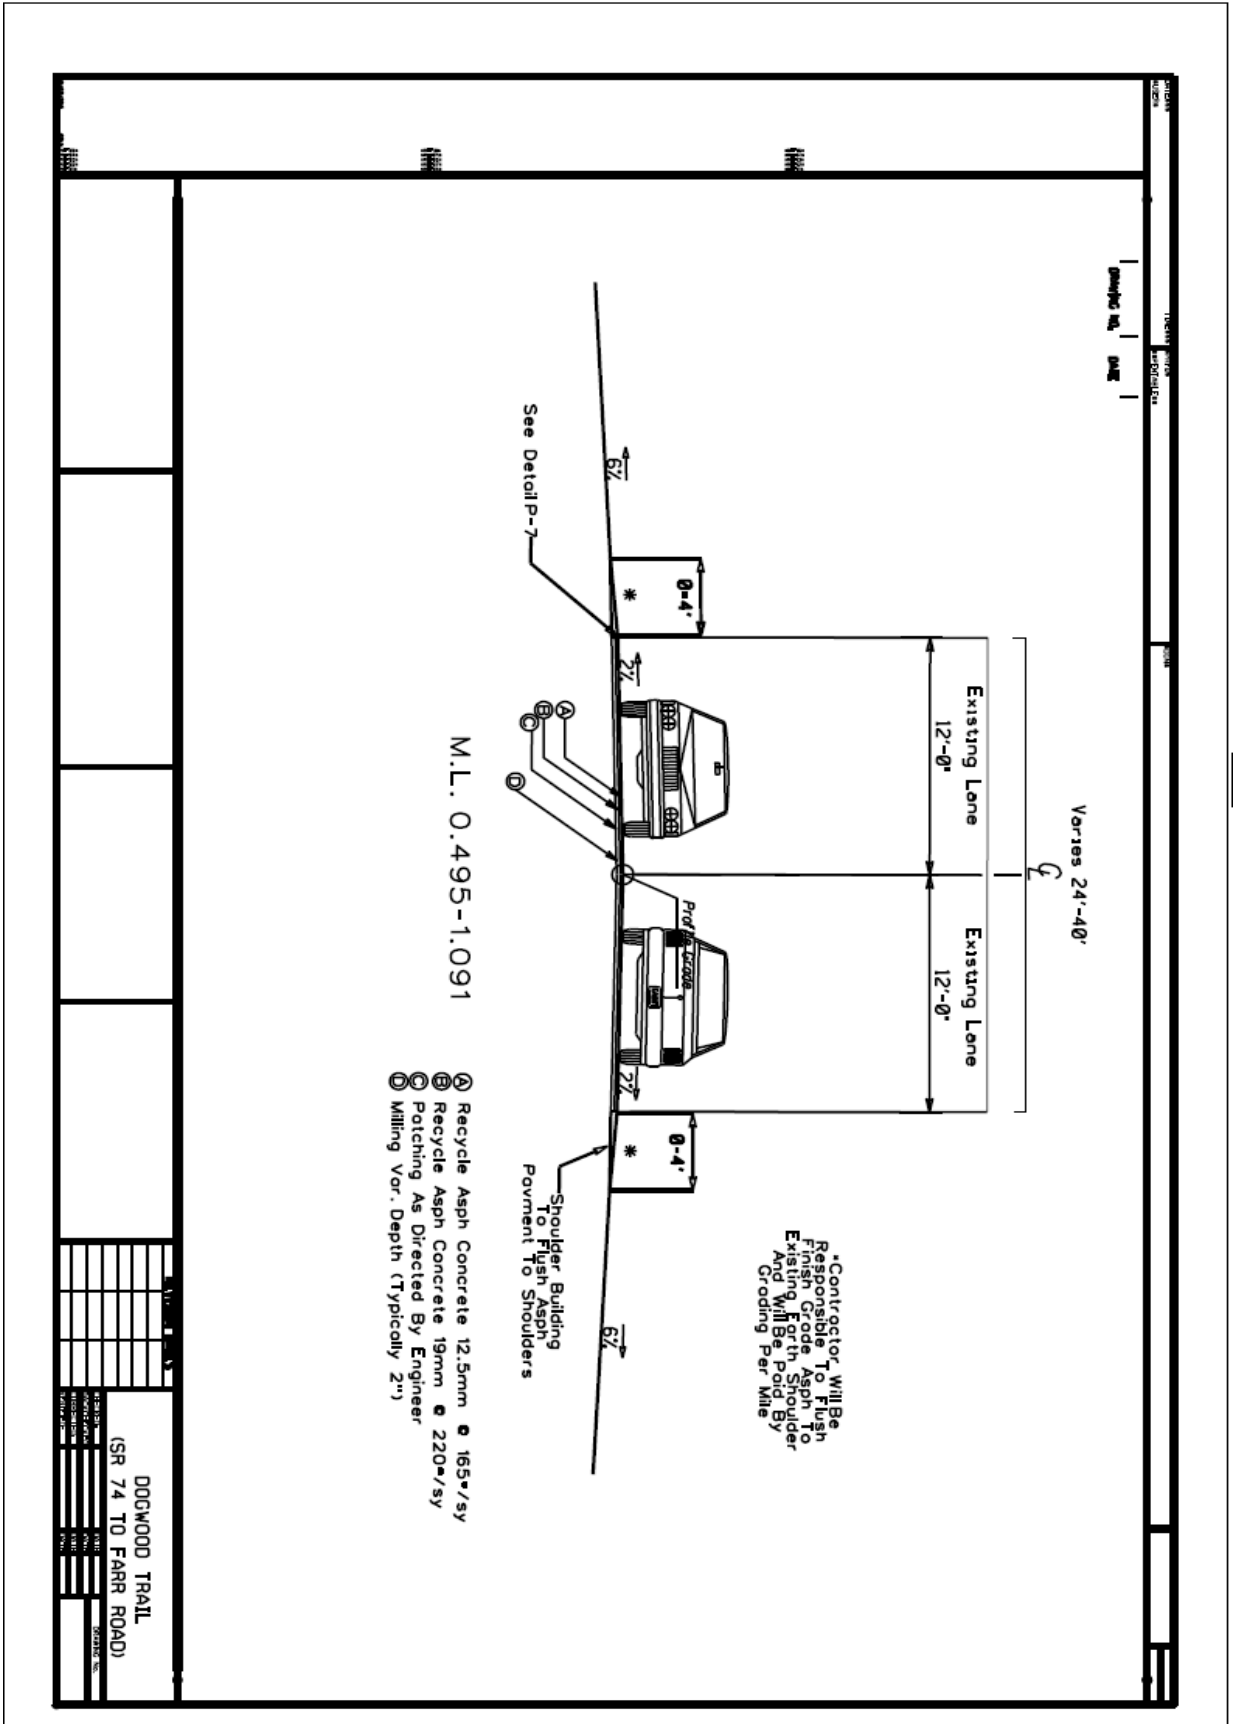 DRAWING NO.
DATE
Varies 24'-40'
Existing Lane
12'-0"
Existing Lane
12'-0"
0-4'
*
0-4'
*
*Contractor Will Be
Responsible To Flush
Finish Grade Asph To
Existing Earth Shoulder
And Will Be Paid By
Grading Per Mile
Profile Grade
6%
2%
2%
6%
See Detail P-7
A
B
C
D
Shoulder Building
To Flush Asph
Pavment To Shoulders
M.L. 0.495-1.091
A Recycle Asph Concrete 12.5mm @ 165#/sy
B Recycle Asph Concrete 19mm @ 220#/sy
C Patching As Directed By Engineer
D Milling Var. Depth (Typically 2")
DOGWOOD TRAIL
(SR 74 TO FARR ROAD)
DRAWING No.